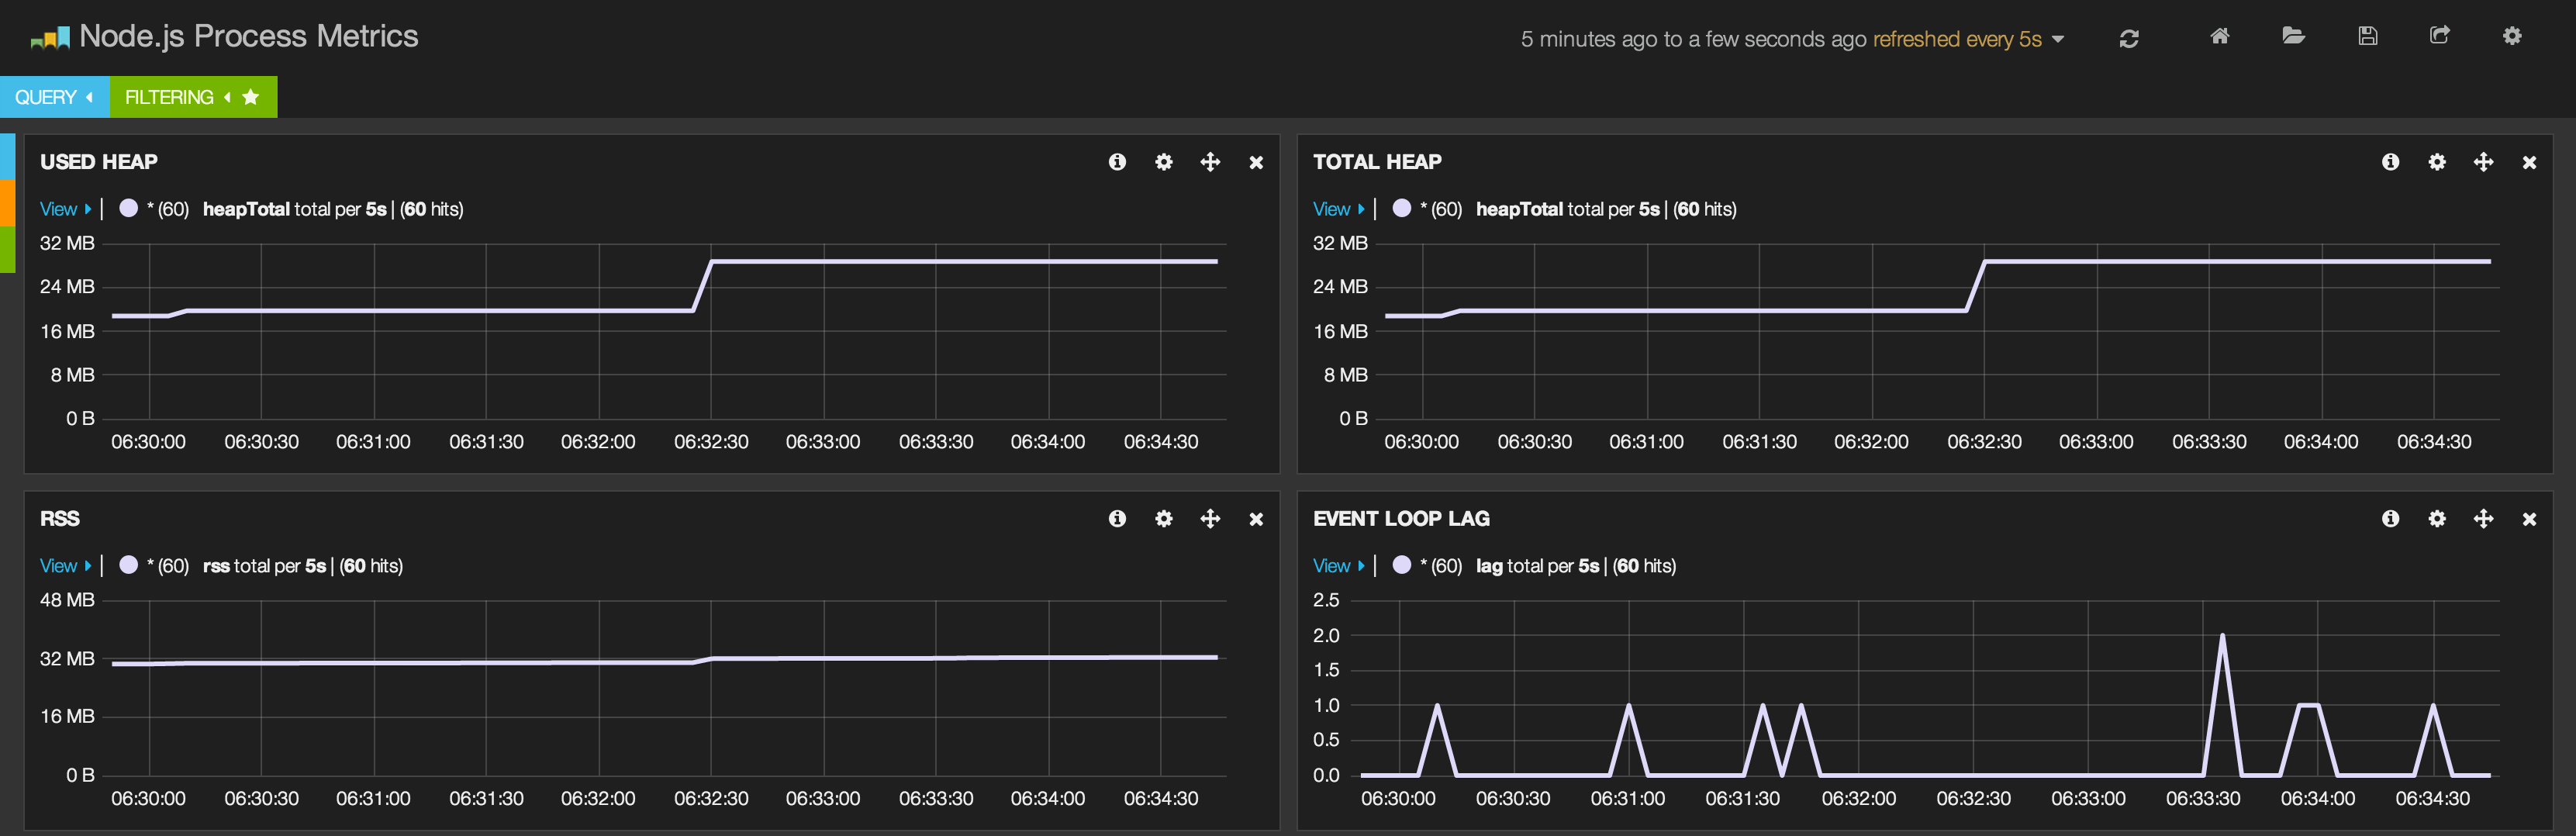 Node.js Process Metrics
5 minutes ago to a few seconds ago refreshed every 5s
QUERY FILTERING
USED HEAP
View | * (60) heapTotal total per 5s | (60 hits)
32 MB
24 MB
16 MB
8 MB
0 B
06:30:00 06:30:30 06:31:00 06:31:30 06:32:00 06:32:30 06:33:00 06:33:30 06:34:00 06:34:30
TOTAL HEAP
View | * (60) heapTotal total per 5s | (60 hits)
32 MB
24 MB
16 MB
8 MB
0 B
06:30:00 06:30:30 06:31:00 06:31:30 06:32:00 06:32:30 06:33:00 06:33:30 06:34:00 06:34:30
RSS
View | * (60) rss total per 5s | (60 hits)
48 MB
32 MB
16 MB
0 B
06:30:00 06:30:30 06:31:00 06:31:30 06:32:00 06:32:30 06:33:00 06:33:30 06:34:00 06:34:30
EVENT LOOP LAG
View | * (60) lag total per 5s | (60 hits)
2.5
2.0
1.5
1.0
0.5
0.0
06:30:00 06:30:30 06:31:00 06:31:30 06:32:00 06:32:30 06:33:00 06:33:30 06:34:00 06:34:30